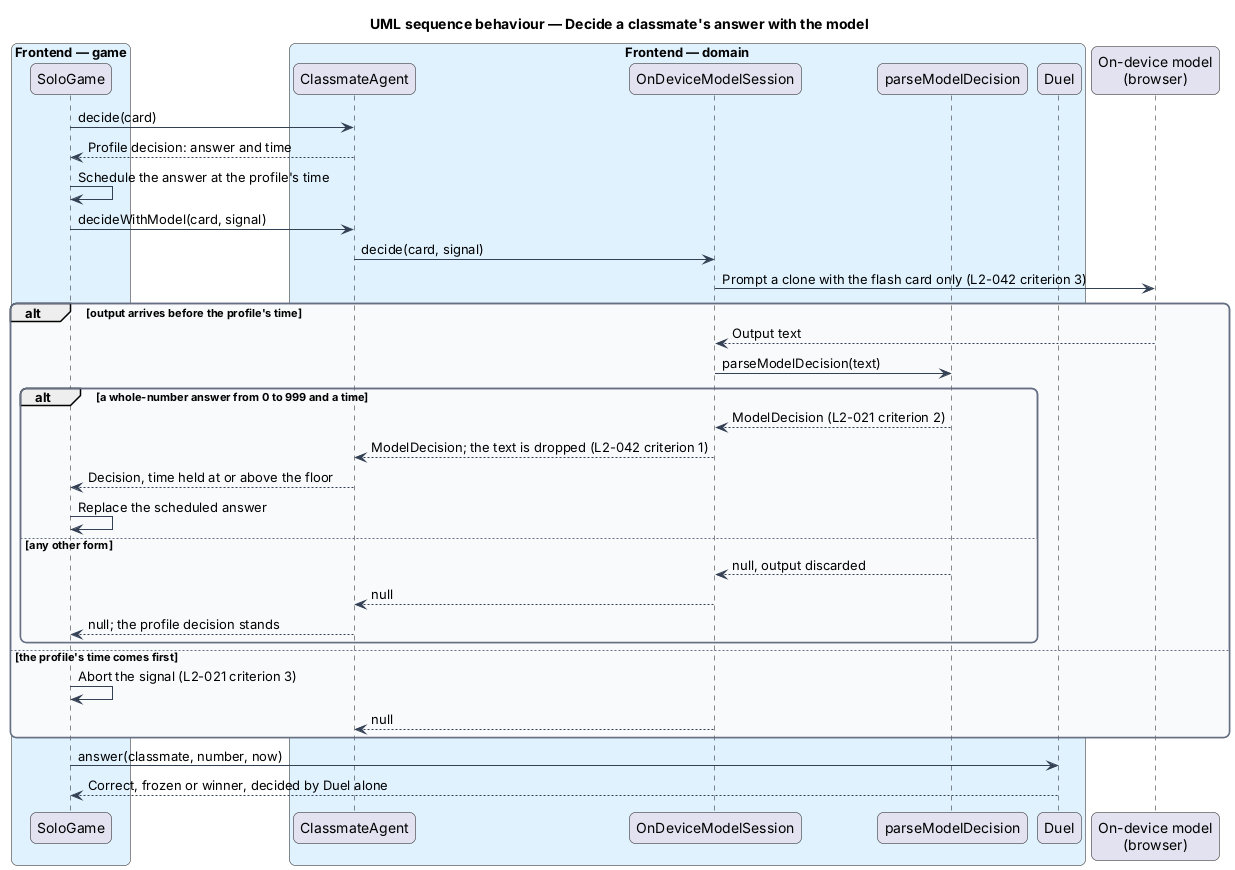 UML sequence behaviour — Decide a classmate's answer with the model
Frontend — game
Frontend — domain
SoloGame
ClassmateAgent
OnDeviceModelSession
parseModelDecision
Duel
On-device model
(browser)
decide(card)
Profile decision: answer and time
Schedule the answer at the profile's time
decideWithModel(card, signal)
decide(card, signal)
Prompt a clone with the flash card only (L2-042 criterion 3)
alt
[output arrives before the profile's time]
Output text
parseModelDecision(text)
alt
[a whole-number answer from 0 to 999 and a time]
ModelDecision (L2-021 criterion 2)
ModelDecision; the text is dropped (L2-042 criterion 1)
Decision, time held at or above the floor
Replace the scheduled answer
[any other form]
null, output discarded
null
null; the profile decision stands
[the profile's time comes first]
Abort the signal (L2-021 criterion 3)
null
answer(classmate, number, now)
Correct, frozen or winner, decided by Duel alone
SoloGame
ClassmateAgent
OnDeviceModelSession
parseModelDecision
Duel
On-device model
(browser)